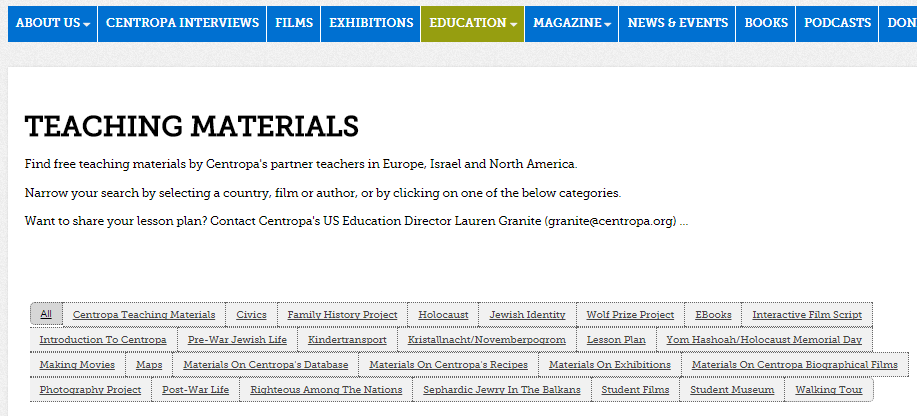 ABOUT US CENTROPA INTERVIEWS FILMS EXHIBITIONS EDUCATION MAGAZINE NEWS & EVENTS BOOKS PODCASTS DON
TEACHING MATERIALS
Find free teaching materials by Centropa's partner teachers in Europe, Israel and North America.
Narrow your search by selecting a country, film or author, or by clicking on one of the below categories.
Want to share your lesson plan? Contact Centropa's US Education Director Lauren Granite (granite@centropa.org) ...
All Centropa Teaching Materials Civics Family History Project Holocaust Jewish Identity Wolf Prize Project EBooks Interactive Film Script
Introduction To Centropa Pre-War Jewish Life Kindertransport Kristallnacht/Novemberpogrom Lesson Plan Yom Hashoah/Holocaust Memorial Day
Making Movies Maps Materials On Centropa's Database Materials On Centropa's Recipes Materials On Exhibitions Materials On Centropa Biographical Films
Photography Project Post-War Life Righteous Among The Nations Sephardic Jewry In The Balkans Student Films Student Museum Walking Tour